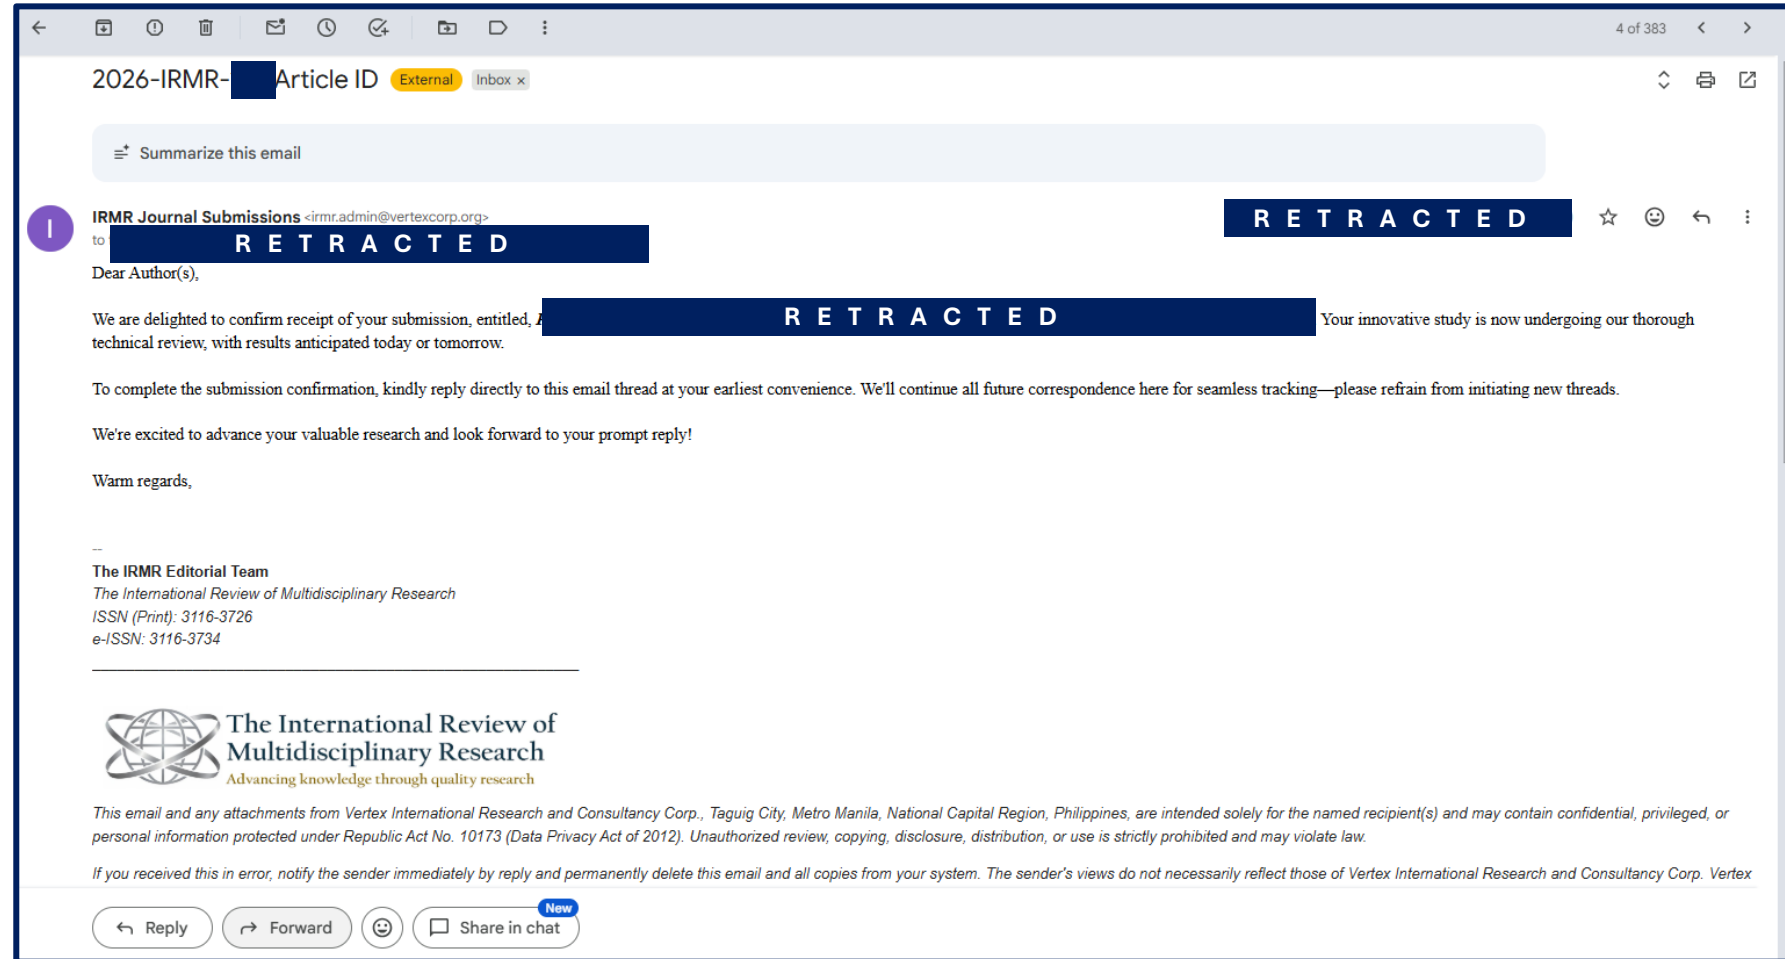 4 of 383
2026-IRMR- Article ID External Inbox x
Summarize this email
I
IRMR Journal Submissions <irmr.admin@vertexcorp.org>
RETRACTED
to
RETRACTED
Dear Author(s),
We are delighted to confirm receipt of your submission, entitled, RETRACTED Your innovative study is now undergoing our thorough
technical review, with results anticipated today or tomorrow.
To complete the submission confirmation, kindly reply directly to this email thread at your earliest convenience. We'll continue all future correspondence here for seamless tracking—please refrain from initiating new threads.
We're excited to advance your valuable research and look forward to your prompt reply!
Warm regards,
--
The IRMR Editorial Team
The International Review of Multidisciplinary Research
ISSN (Print): 3116-3726
e-ISSN: 3116-3734
The International Review of
Multidisciplinary Research
Advancing knowledge through quality research
This email and any attachments from Vertex International Research and Consultancy Corp., Taguig City, Metro Manila, National Capital Region, Philippines, are intended solely for the named recipient(s) and may contain confidential, privileged, or
personal information protected under Republic Act No. 10173 (Data Privacy Act of 2012). Unauthorized review, copying, disclosure, distribution, or use is strictly prohibited and may violate law.
If you received this in error, notify the sender immediately by reply and permanently delete this email and all copies from your system. The sender's views do not necessarily reflect those of Vertex International Research and Consultancy Corp. Vertex
Reply
Forward
Share in chat
New